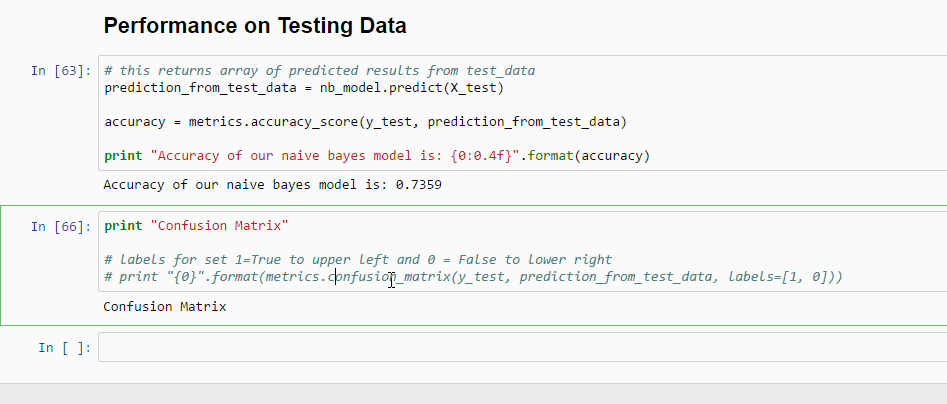 Performance on Testing Data
In [63]:
# this returns array of predicted results from test_data
prediction_from_test_data = nb_model.predict(X_test)
accuracy = metrics.accuracy_score(y_test, prediction_from_test_data)
print "Accuracy of our naive bayes model is: {0:0.4f}".format(accuracy)
Accuracy of our naive bayes model is: 0.7359
In [66]:
print "Confusion Matrix"
# labels for set 1=True to upper left and 0 = False to lower right
# print "{0}".format(metrics.confusion_matrix(y_test, prediction_from_test_data, labels=[1, 0]))
Confusion Matrix
In [ ]: